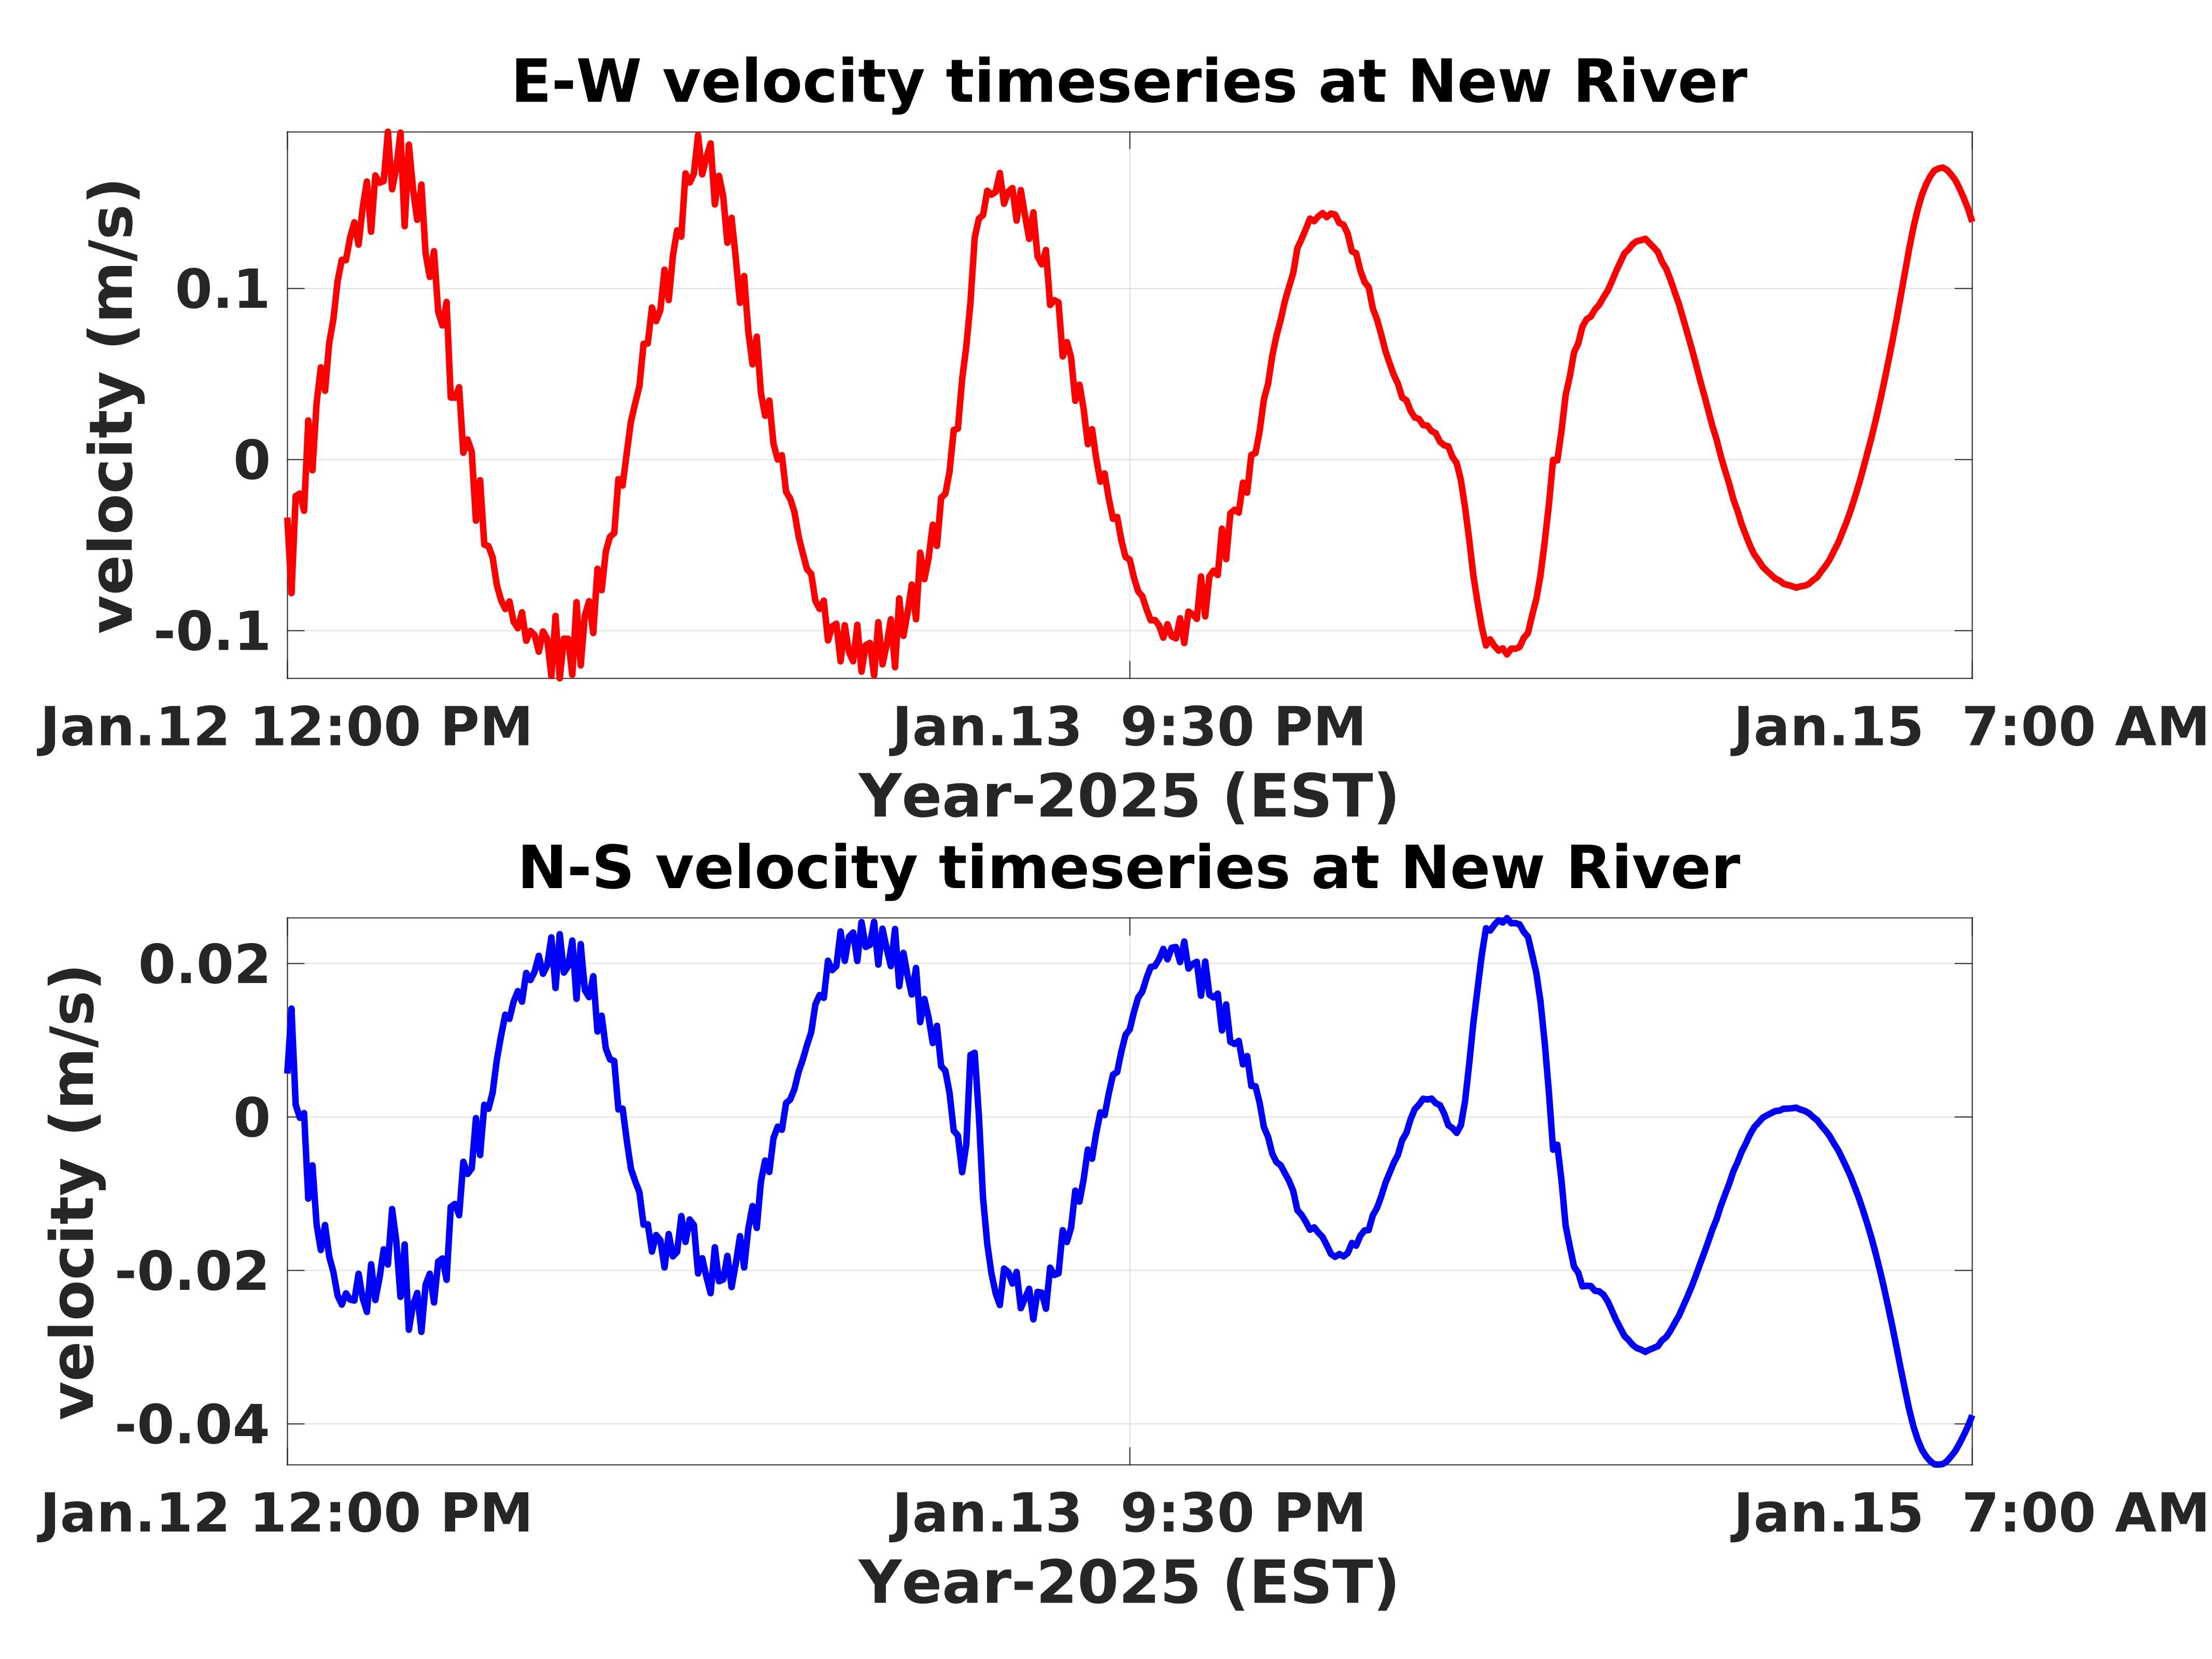 E-W velocity timeseries at New River
velocity (m/s)
0.1
0
-0.1
Jan.12 12:00 PM Jan.13  9:30 PM Jan.15  7:00 AM
Year-2025 (EST)
N-S velocity timeseries at New River
velocity (m/s)
0.02
0
-0.02
-0.04
Jan.12 12:00 PM Jan.13  9:30 PM Jan.15  7:00 AM
Year-2025 (EST)